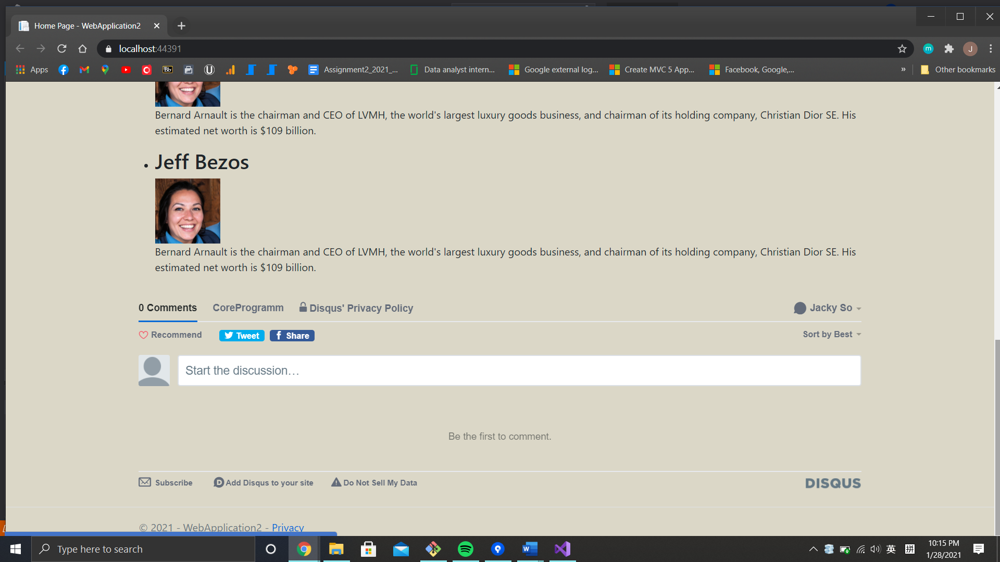 Home Page - WebApplication2
localhost:44391
m
J
Apps
Bb
U
Assignment2_2021_...
Data analyst intern...
Google external log...
Create MVC 5 App...
Facebook, Google,...
»
Other bookmarks
Bernard Arnault is the chairman and CEO of LVMH, the world's largest luxury goods business, and chairman of its holding company, Christian Dior SE. His
estimated net worth is $109 billion.
Jeff Bezos
Bernard Arnault is the chairman and CEO of LVMH, the world's largest luxury goods business, and chairman of its holding company, Christian Dior SE. His
estimated net worth is $109 billion.
0 Comments CoreProgramm Disqus' Privacy Policy Jacky So
Recommend Tweet Share Sort by Best
Start the discussion…
Be the first to comment.
Subscribe Add Disqus to your site Do Not Sell My Data DISQUS
© 2021 - WebApplication2 - Privacy
Type here to search
W
英
拼
10:15 PM
1/28/2021